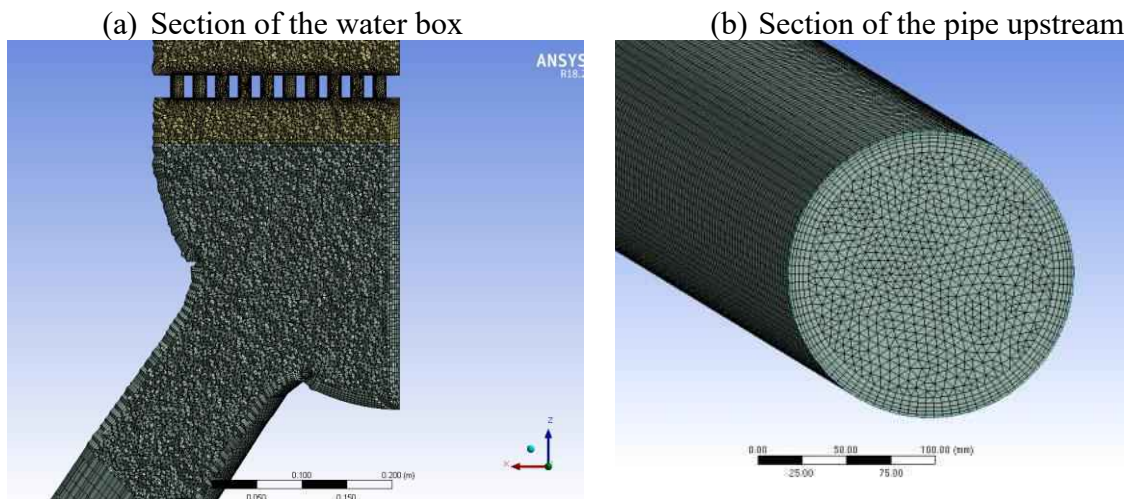 (a) Section of the water box
(b) Section of the pipe upstream
ANSYS
R18.2
Z
X
0.100
0.200 (m)
0.050
0.150
0.00
50.00
100.00 (mm)
25.00
75.00